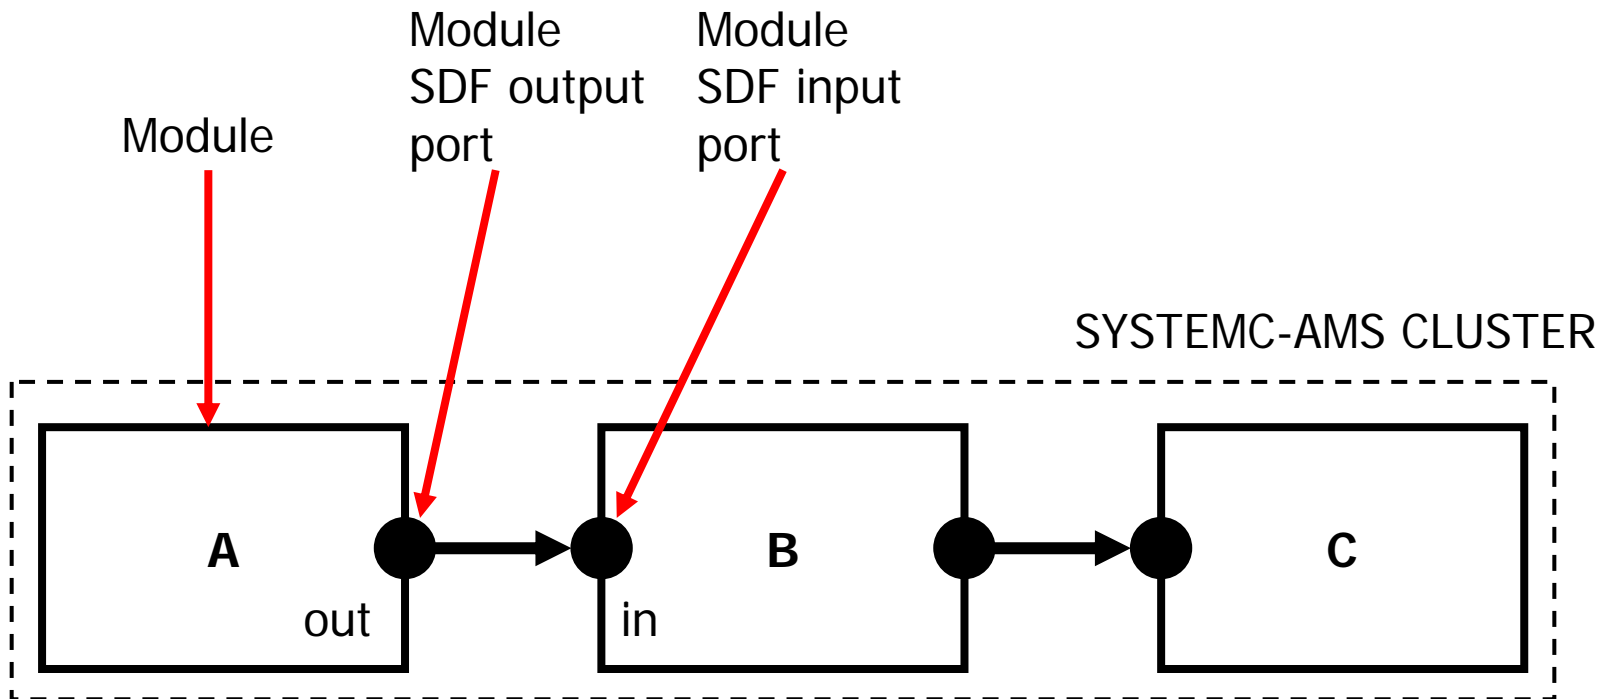 Module
SDF output
port
Module
SDF input
port
Module
SYSTEMC-AMS CLUSTER
A
B
C
out
in